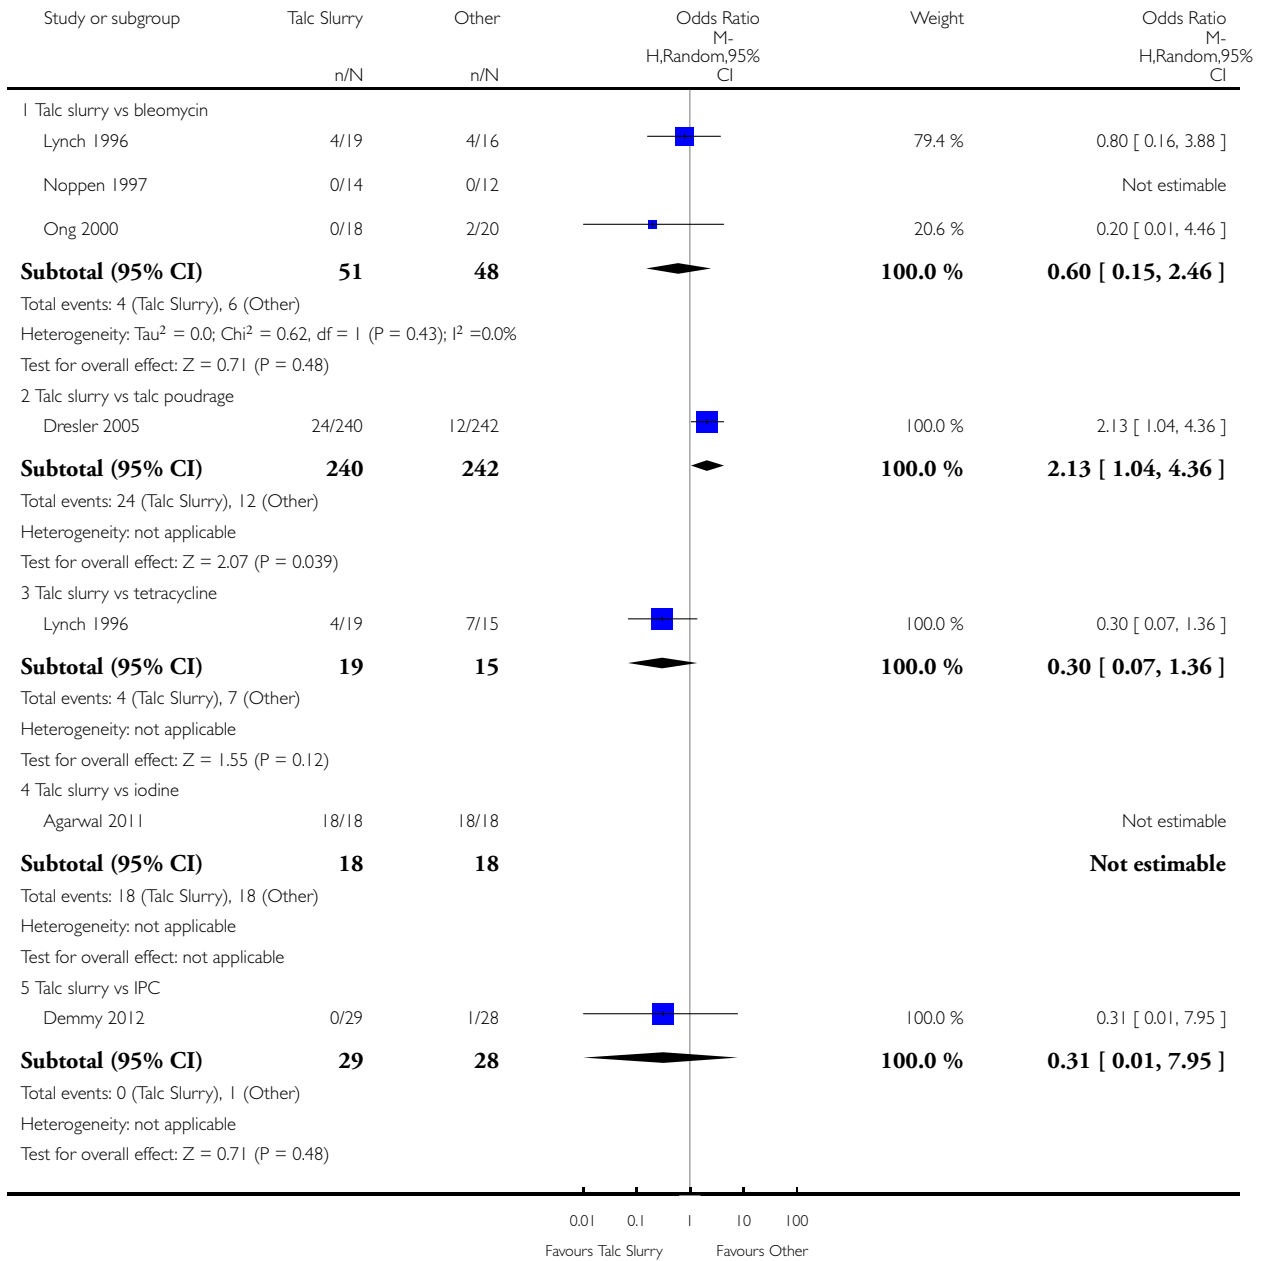 Study or subgroup Talc Slurry Other Odds Ratio Weight Odds Ratio
M- M-
H,Random,95% H,Random,95%
n/N n/N CI CI
1 Talc slurry vs bleomycin
Lynch 1996 4/19 4/16 79.4 % 0.80 [ 0.16, 3.88 ]
Noppen 1997 0/14 0/12 Not estimable
Ong 2000 0/18 2/20 20.6 % 0.20 [ 0.01, 4.46 ]
Subtotal (95% CI) 51 48 100.0 % 0.60 [ 0.15, 2.46 ]
Total events: 4 (Talc Slurry), 6 (Other)
Heterogeneity: Tau² = 0.0; Chi² = 0.62, df = 1 (P = 0.43); I² =0.0%
Test for overall effect: Z = 0.71 (P = 0.48)
2 Talc slurry vs talc poudrage
Dresler 2005 24/240 12/242 100.0 % 2.13 [ 1.04, 4.36 ]
Subtotal (95% CI) 240 242 100.0 % 2.13 [ 1.04, 4.36 ]
Total events: 24 (Talc Slurry), 12 (Other)
Heterogeneity: not applicable
Test for overall effect: Z = 2.07 (P = 0.039)
3 Talc slurry vs tetracycline
Lynch 1996 4/19 7/15 100.0 % 0.30 [ 0.07, 1.36 ]
Subtotal (95% CI) 19 15 100.0 % 0.30 [ 0.07, 1.36 ]
Total events: 4 (Talc Slurry), 7 (Other)
Heterogeneity: not applicable
Test for overall effect: Z = 1.55 (P = 0.12)
4 Talc slurry vs iodine
Agarwal 2011 18/18 18/18 Not estimable
Subtotal (95% CI) 18 18 Not estimable
Total events: 18 (Talc Slurry), 18 (Other)
Heterogeneity: not applicable
Test for overall effect: not applicable
5 Talc slurry vs IPC
Demmy 2012 0/29 1/28 100.0 % 0.31 [ 0.01, 7.95 ]
Subtotal (95% CI) 29 28 100.0 % 0.31 [ 0.01, 7.95 ]
Total events: 0 (Talc Slurry), 1 (Other)
Heterogeneity: not applicable
Test for overall effect: Z = 0.71 (P = 0.48)
0.01 0.1 1 10 100
Favours Talc Slurry Favours Other